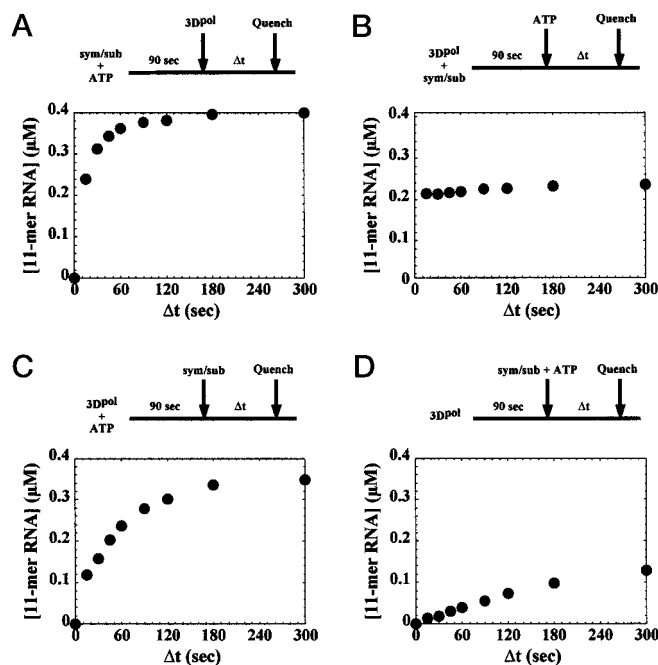 A
3Dpol
Quench
sym/sub
+
ATP
90 sec
Δt
[11-mer RNA] (μM)
0.4
0.3
0.2
0.1
0
0
60
120
180
240
300
Δt (sec)
B
ATP
Quench
3Dpol
+
sym/sub
90 sec
Δt
[11-mer RNA] (μM)
0.4
0.3
0.2
0.1
0
0
60
120
180
240
300
Δt (sec)
C
sym/sub
Quench
3Dpol
+
ATP
90 sec
Δt
[11-mer RNA] (μM)
0.4
0.3
0.2
0.1
0
0
60
120
180
240
300
Δt (sec)
D
sym/sub + ATP
Quench
3Dpol
90 sec
Δt
[11-mer RNA] (μM)
0.4
0.3
0.2
0.1
0
0
60
120
180
240
300
Δt (sec)